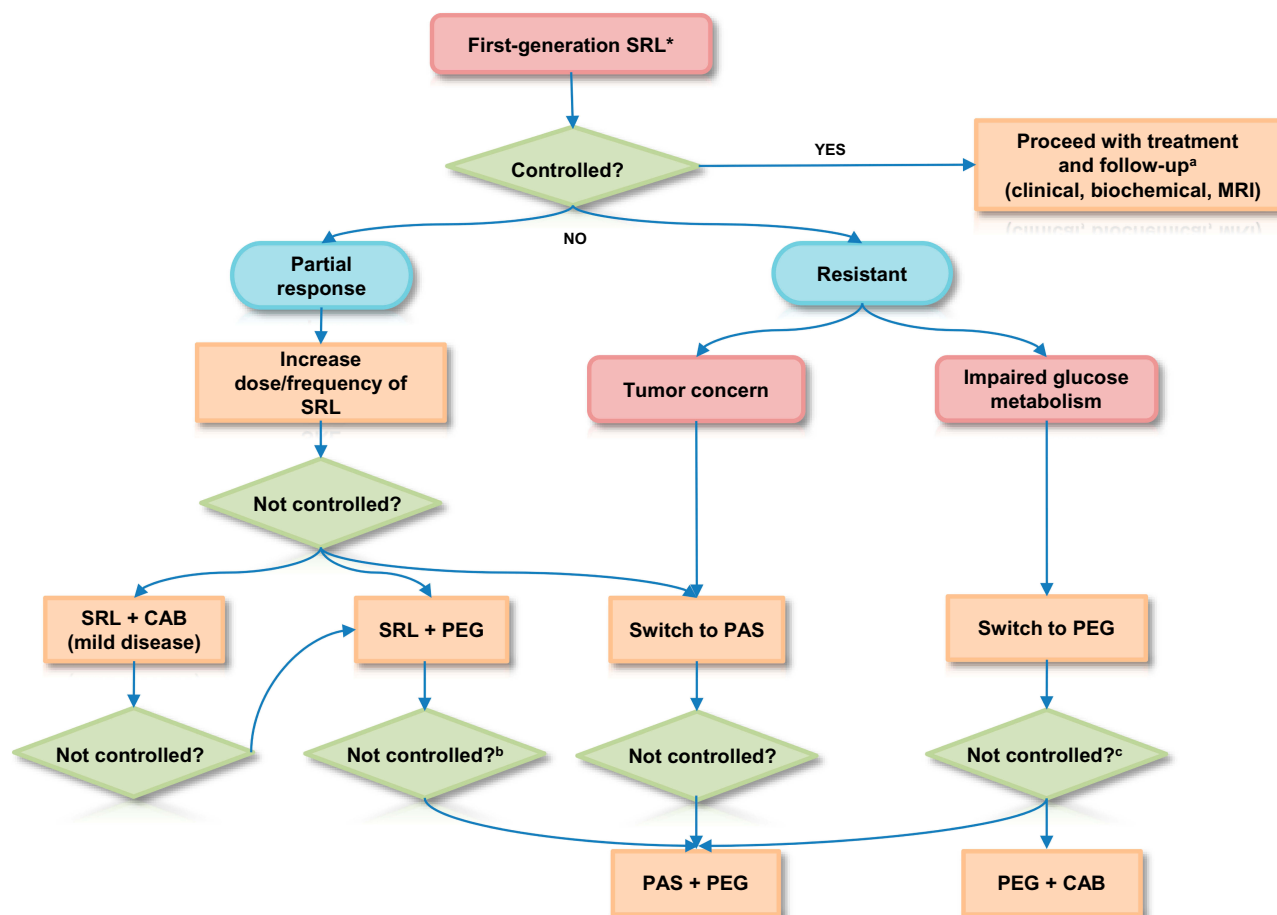 First-generation SRL*
Controlled?
YES
Proceed with treatment
and follow-upᵃ
(clinical, biochemical, MRI)
NO
Partial
response
Resistant
Increase
dose/frequency of
SRL
Tumor concern
Impaired glucose
metabolism
Not controlled?
SRL + CAB
(mild disease)
SRL + PEG
Switch to PAS
Switch to PEG
Not controlled?
Not controlled?ᵇ
Not controlled?
Not controlled?ᶜ
PAS + PEG
PEG + CAB